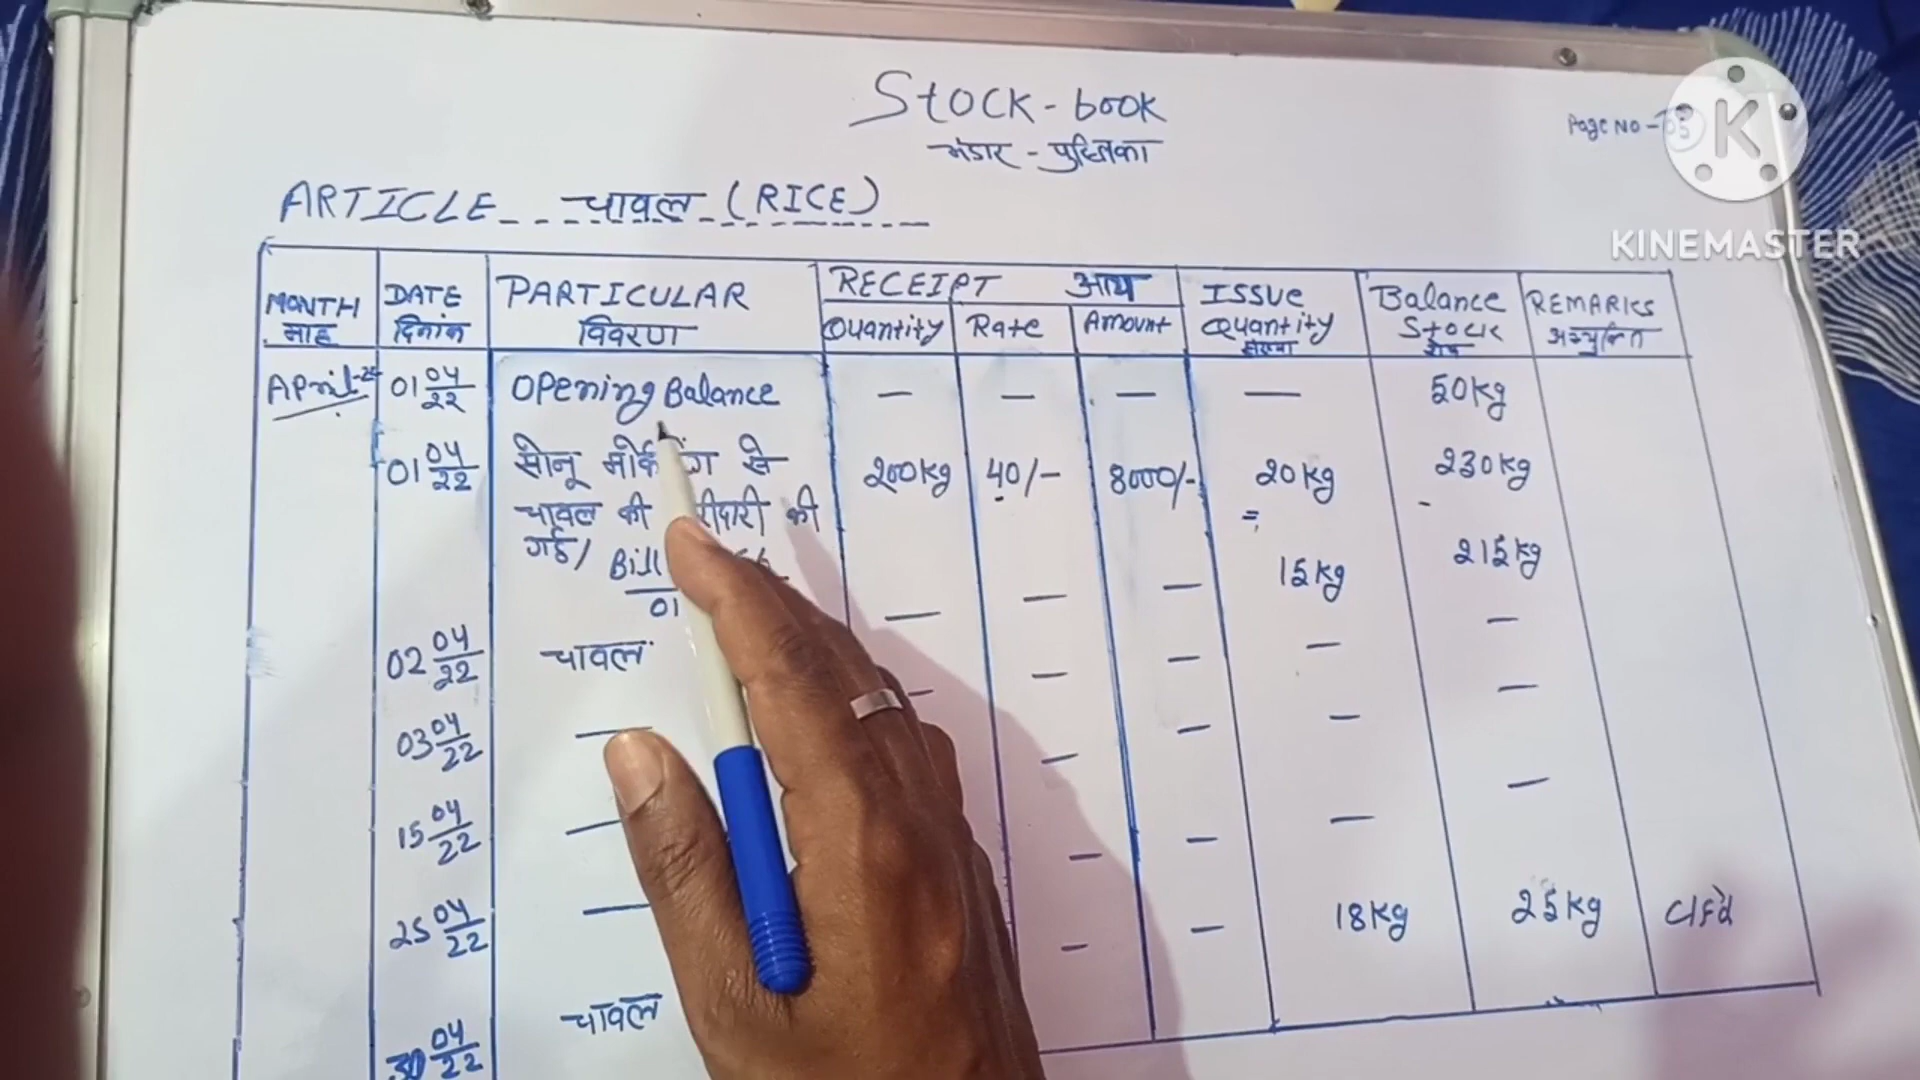 Stock-book
भंडार - पुस्तिका
Page No - 03
KINEMASTER
ARTICLE चावल (RICE)
MONTH माह DATE दिनांक PARTICULAR विवरण RECEIPT आय Quantity Rate Amount ISSUE Quantity संख्या Balance Stock शेष REMARKS
April 01 04/22 Opening Balance — — — — 50kg
01 04/22 सोनू से 200kg 40/- 8000/- 20kg 230kg
चावल की की
गई/ Bill
01
02 04/22 चावल — — — 15kg 215kg
03 04/22 — — — — — —
15 04/22 — — — — —
25 04/22 — — — — —
30 04/22 चावल — — 18kg 25kg